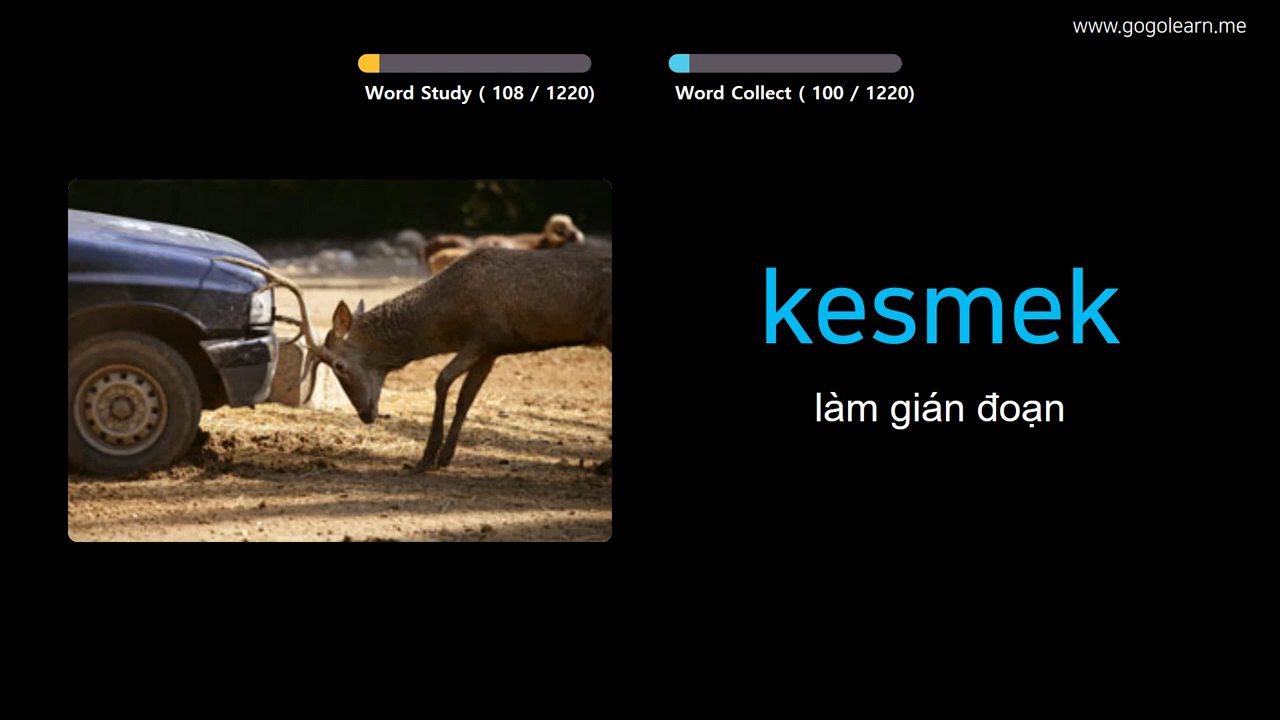 www.gogolearn.me
Word Study ( 108 / 1220)
Word Collect ( 100 / 1220)
kesmek
làm gián đoạn